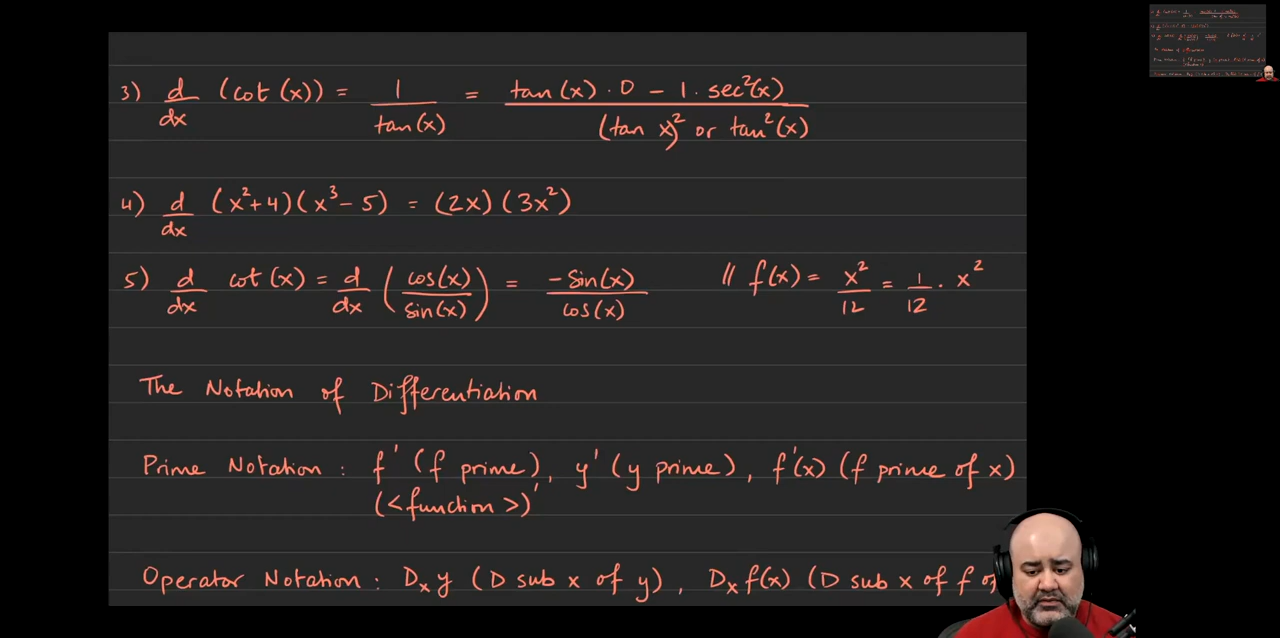 3) d/dx (cot(x)) = 1/tan(x) = tan(x) · 0 − 1 · sec²(x) / (tan x)² or tan²(x)
4) d/dx (x²+4)(x³−5) = (2x)(3x²)
5) d/dx cot(x) = d/dx (cos(x)/sin(x)) = −sin(x)/cos(x) // f(x) = x²/12 = 1/12 · x²
The Notation of Differentiation
Prime Notation : f' (f prime), y' (y prime), f'(x) (f prime of x)
(<function>)'
Operator Notation : Dₓy (D sub x of y), Dₓf(x) (D sub x of f of